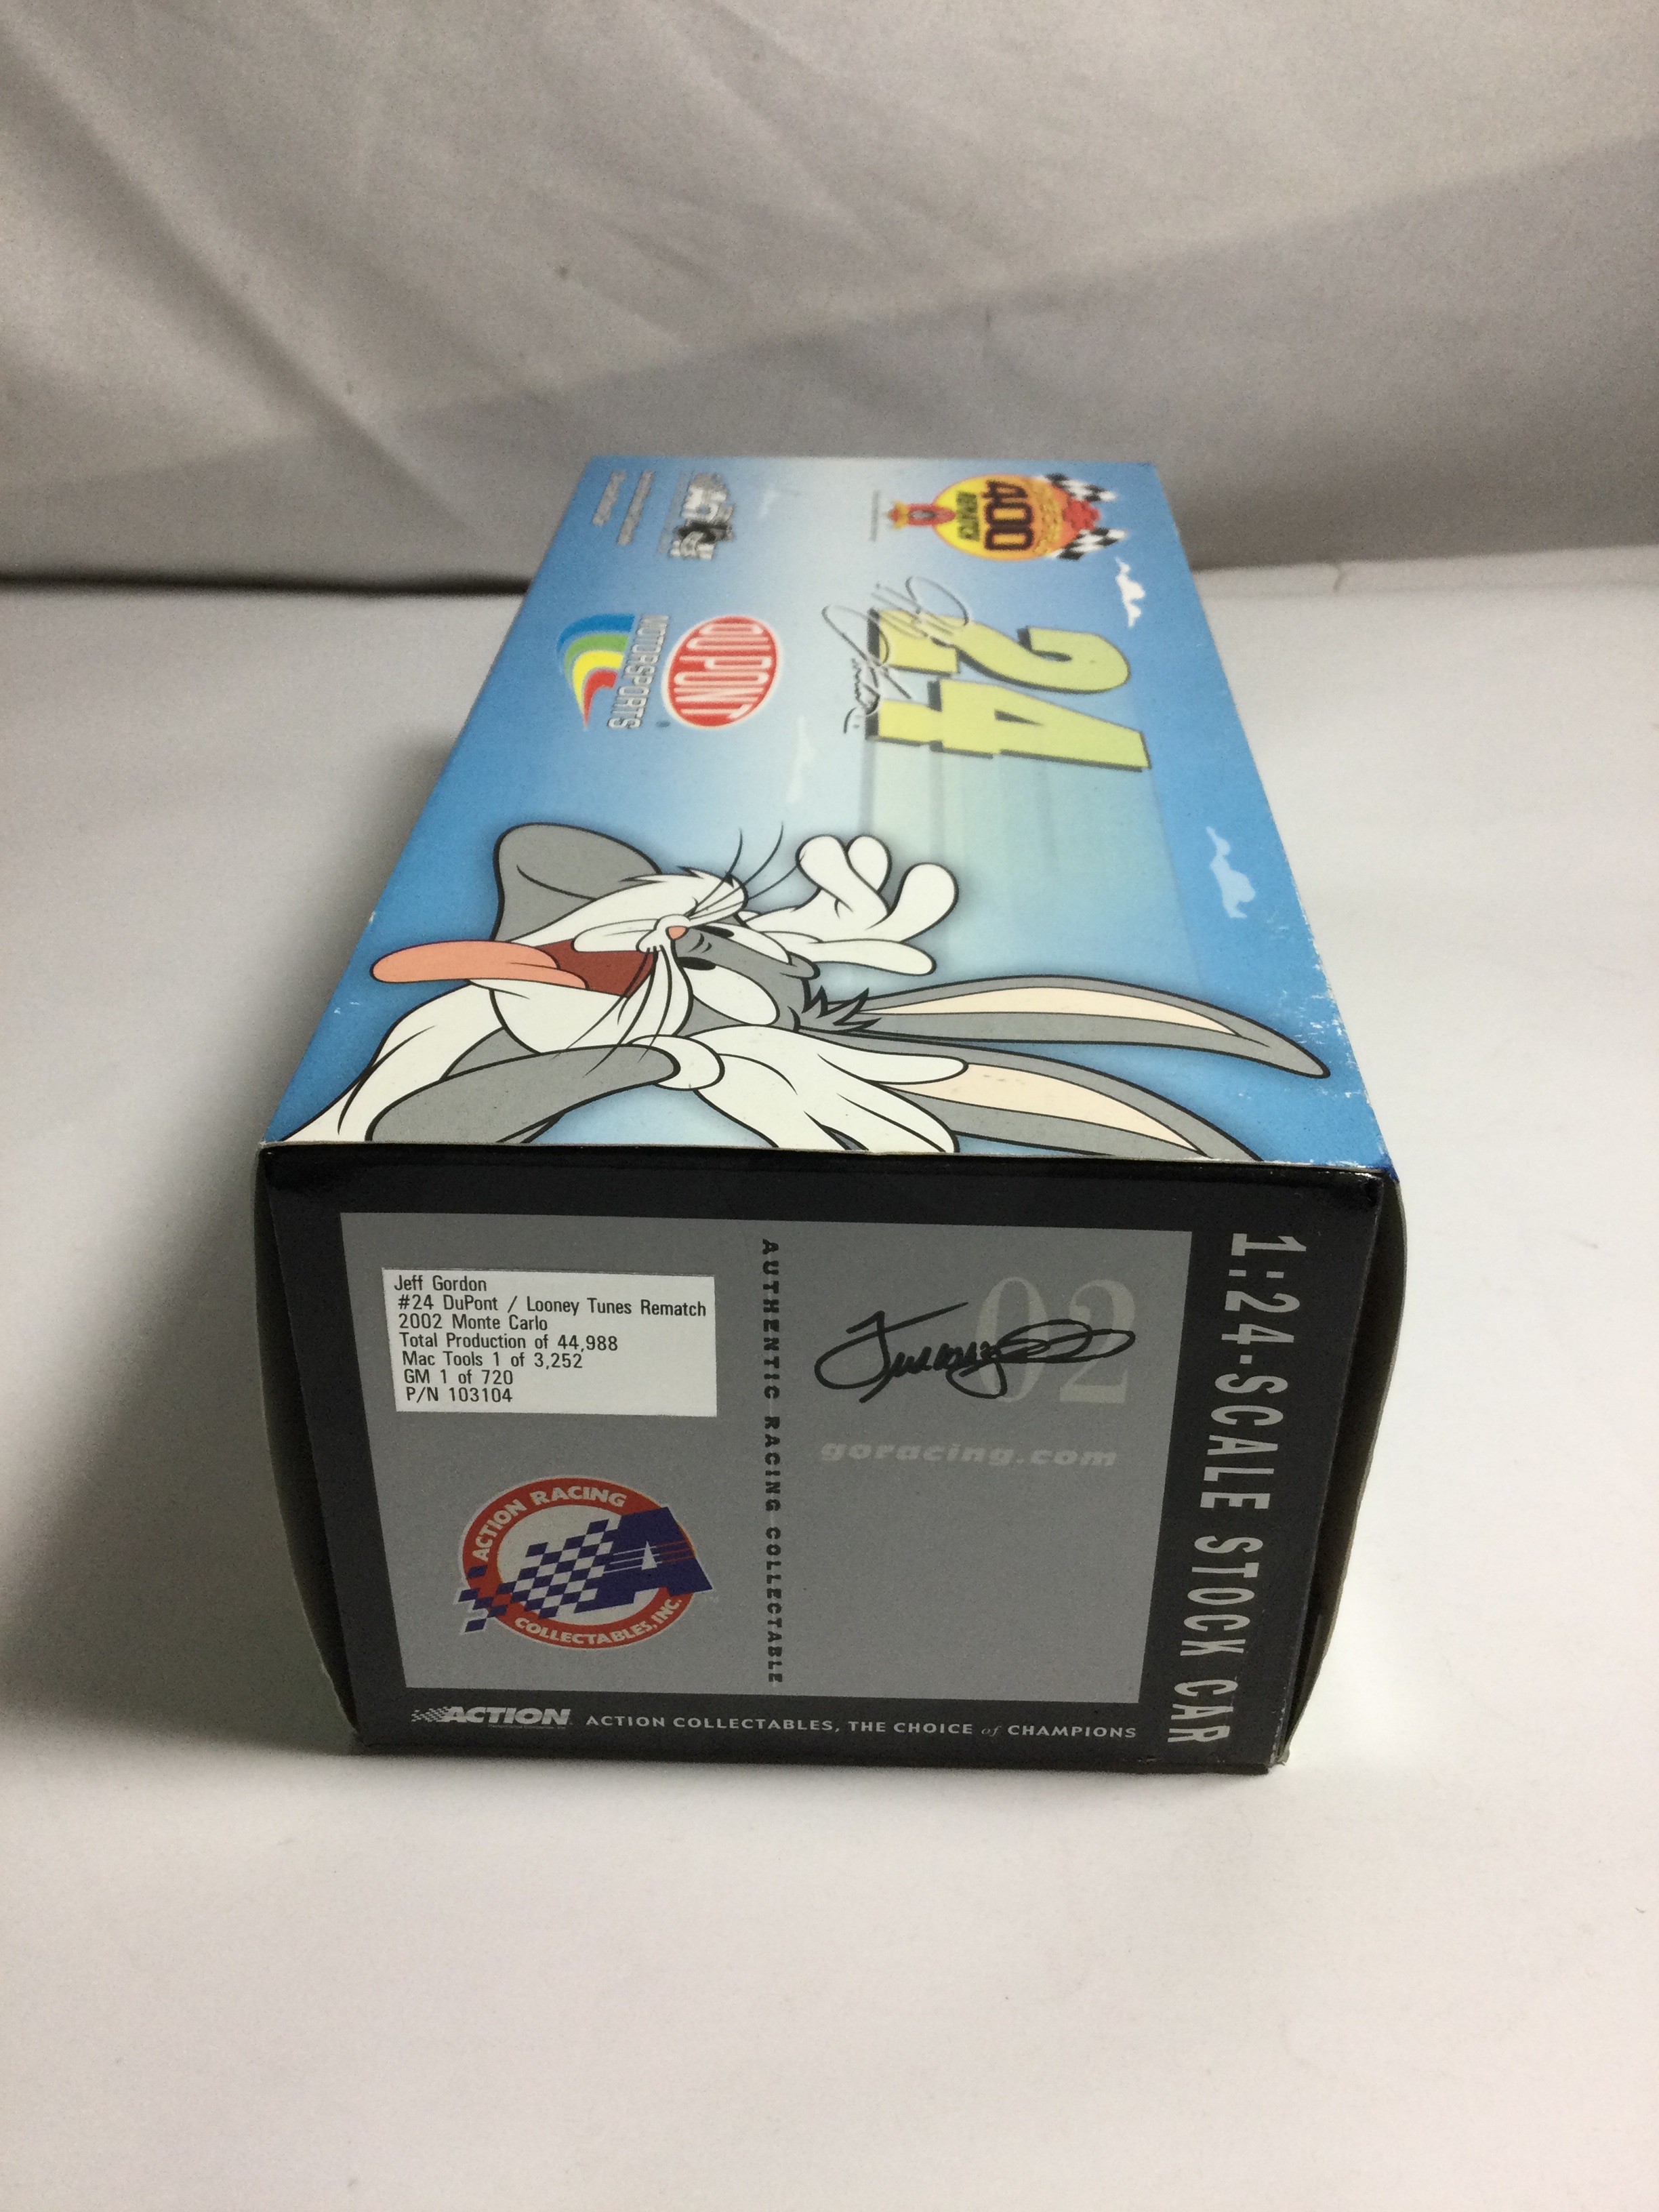 400
REMATCH
24
DUPONT
MOTORSPORTS
Jeff Gordon
#24 DuPont / Looney Tunes Rematch
2002 Monte Carlo
Total Production of 44,988
Mac Tools 1 of 3,252
GM 1 of 720
P/N 103104
AUTHENTIC RACING COLLECTABLE
02
goracing.com
1:24-SCALE STOCK CAR
ACTION RACING
COLLECTABLES, INC.
A
ACTION
ACTION COLLECTABLES, THE CHOICE of CHAMPIONS